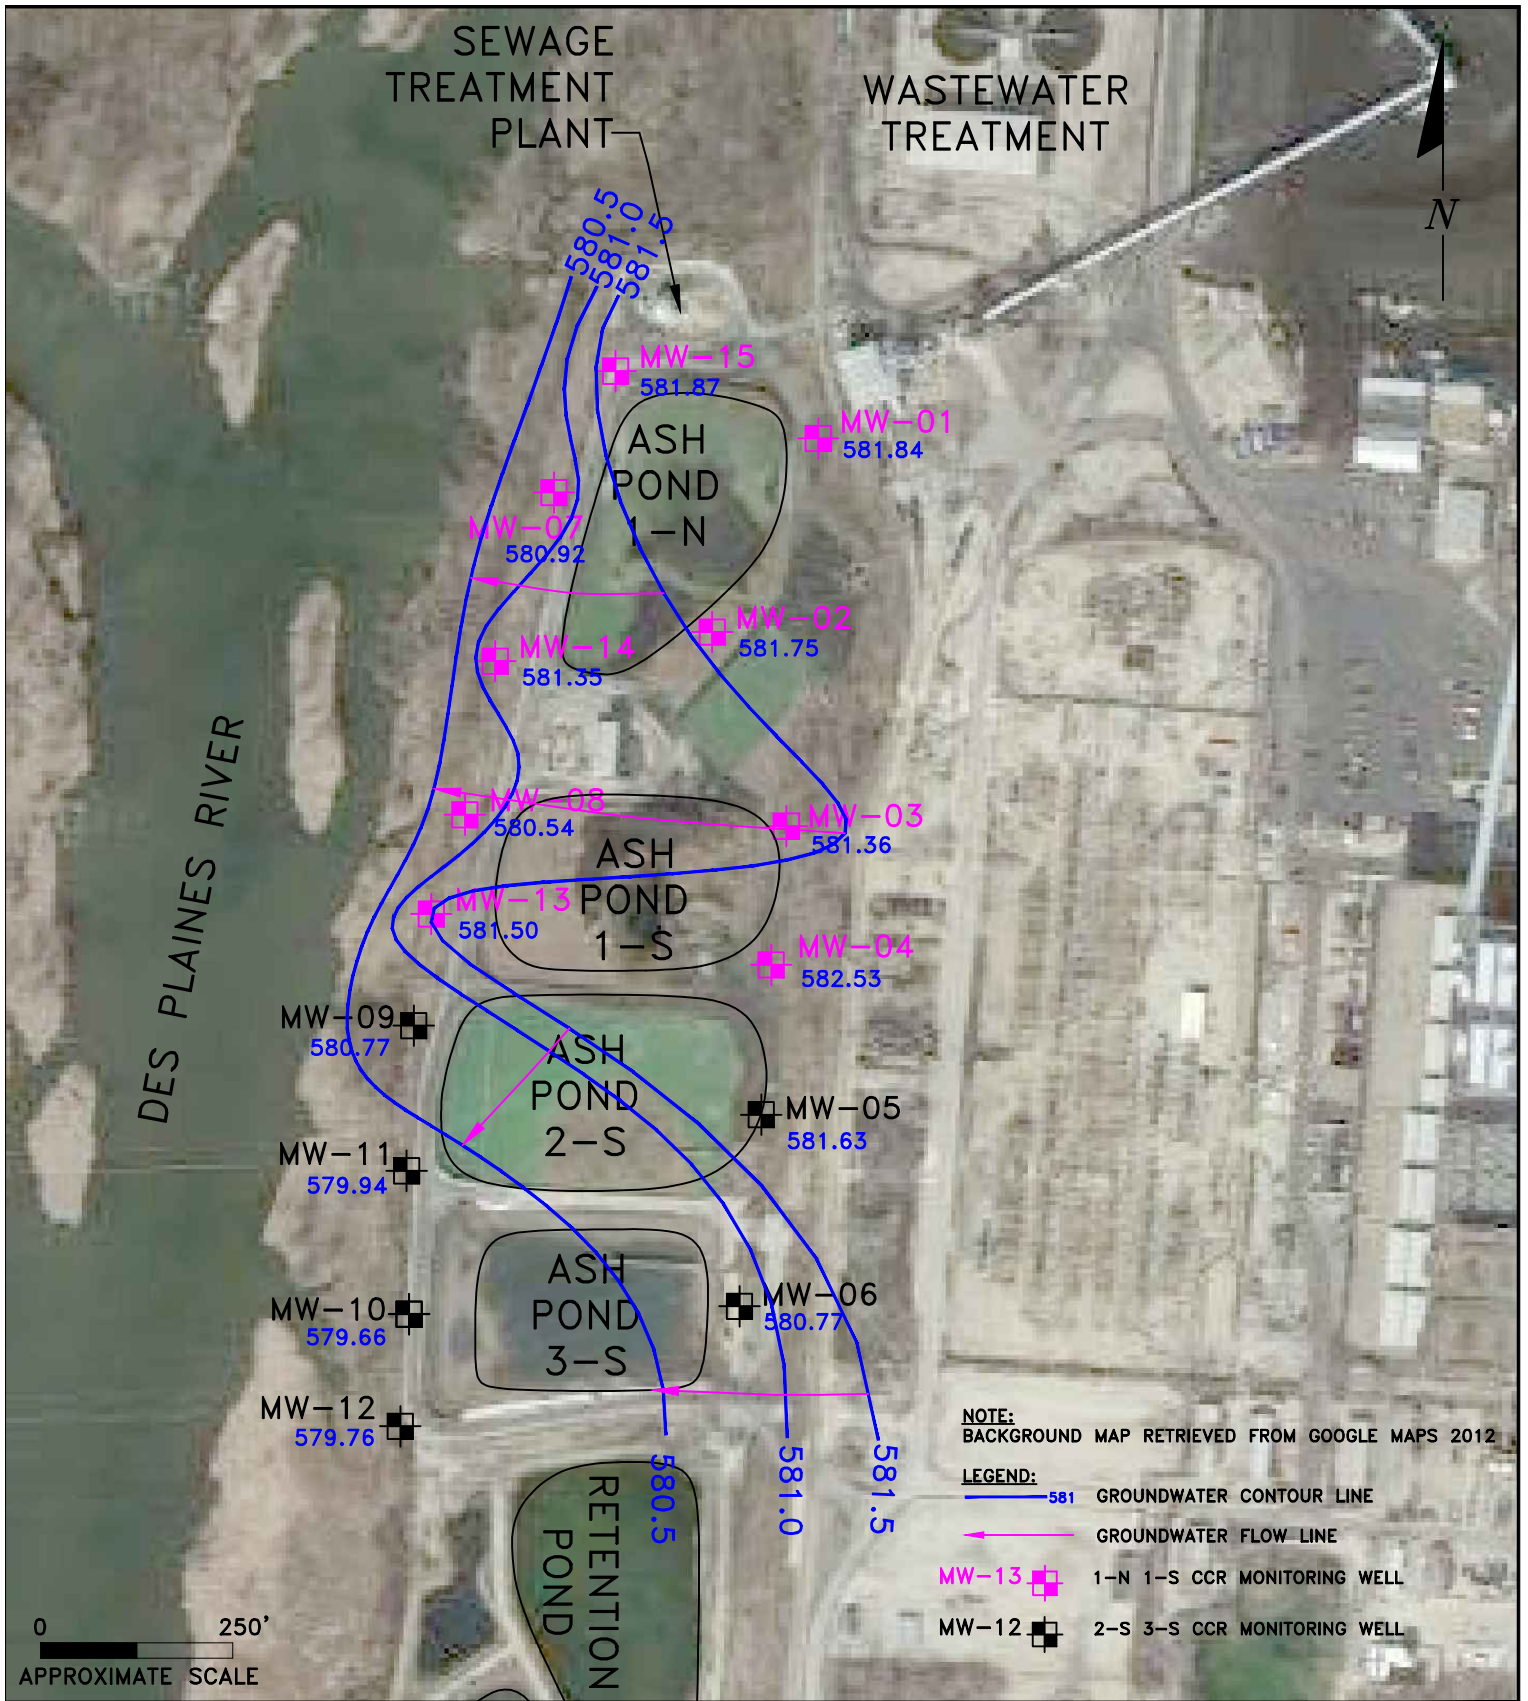 SEWAGE
TREATMENT
PLANT
WASTEWATER
TREATMENT
N
580.5
581.0
581.5
MW-15
581.87
MW-01
581.84
ASH
POND
1-N
MW-07
580.92
MW-02
581.75
MW-14
581.35
DES PLAINES RIVER
MW-08
580.54
MW-03
581.36
ASH
POND
1-S
MW-13
581.50
MW-04
582.53
MW-09
580.77
ASH
POND
2-S
MW-05
581.63
MW-11
579.94
ASH
POND
3-S
MW-06
580.77
MW-10
579.66
MW-12
579.76
580.5
581.0
581.5
RETENTION
POND
NOTE:
BACKGROUND MAP RETRIEVED FROM GOOGLE MAPS 2012
LEGEND:
581 GROUNDWATER CONTOUR LINE
GROUNDWATER FLOW LINE
MW-13 1-N 1-S CCR MONITORING WELL
MW-12 2-S 3-S CCR MONITORING WELL
0 250'
APPROXIMATE SCALE